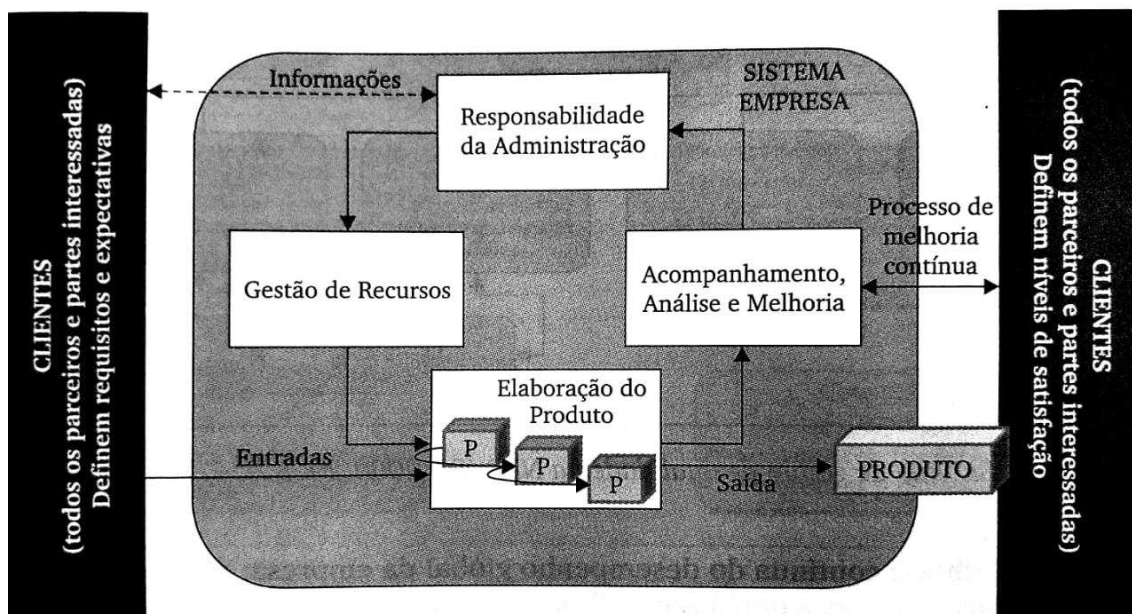 CLIENTES
(todos os parceiros e partes interessadas)
Definem requisitos e expectativas
Informações
SISTEMA
EMPRESA
Responsabilidade
da Administração
Gestão de Recursos
Acompanhamento,
Análise e Melhoria
Processo de
melhoria
contínua
Elaboração do
Produto
P
P
P
Entradas
Saída
PRODUTO
CLIENTES
(todos os parceiros e partes interessadas)
Definem níveis de satisfação